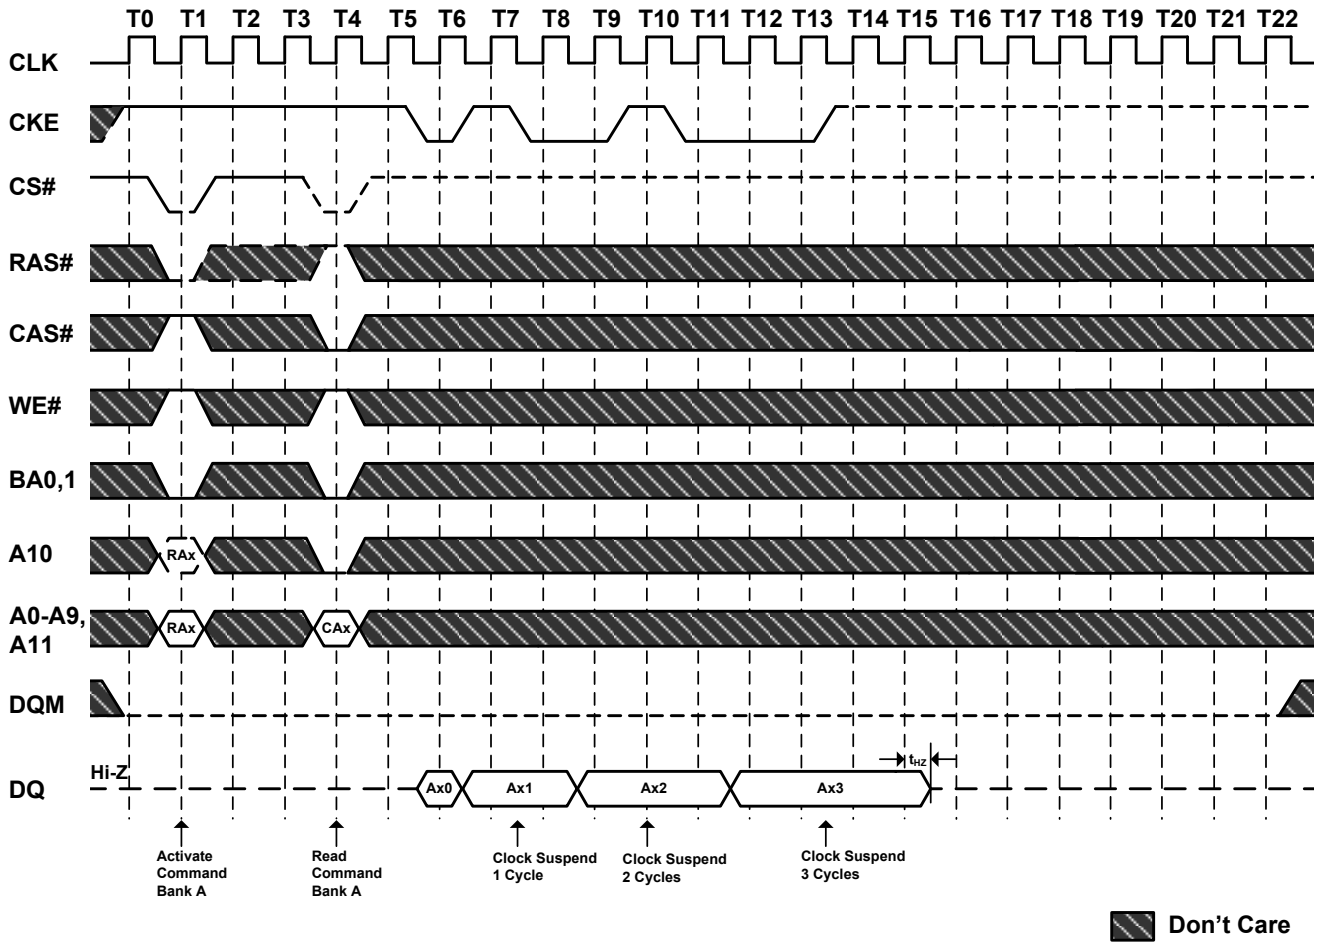 T0 T1 T2 T3 T4 T5 T6 T7 T8 T9 T10 T11 T12 T13 T14 T15 T16 T17 T18 T19 T20 T21 T22
CLK
CKE
CS#
RAS#
CAS#
WE#
BA0,1
A10
RAx
A0-A9,
A11
RAx
CAx
DQM
Hi-Z
tHZ
DQ
Ax0
Ax1
Ax2
Ax3
Activate
Command
Bank A
Read
Command
Bank A
Clock Suspend
1 Cycle
Clock Suspend
2 Cycles
Clock Suspend
3 Cycles
Don't Care